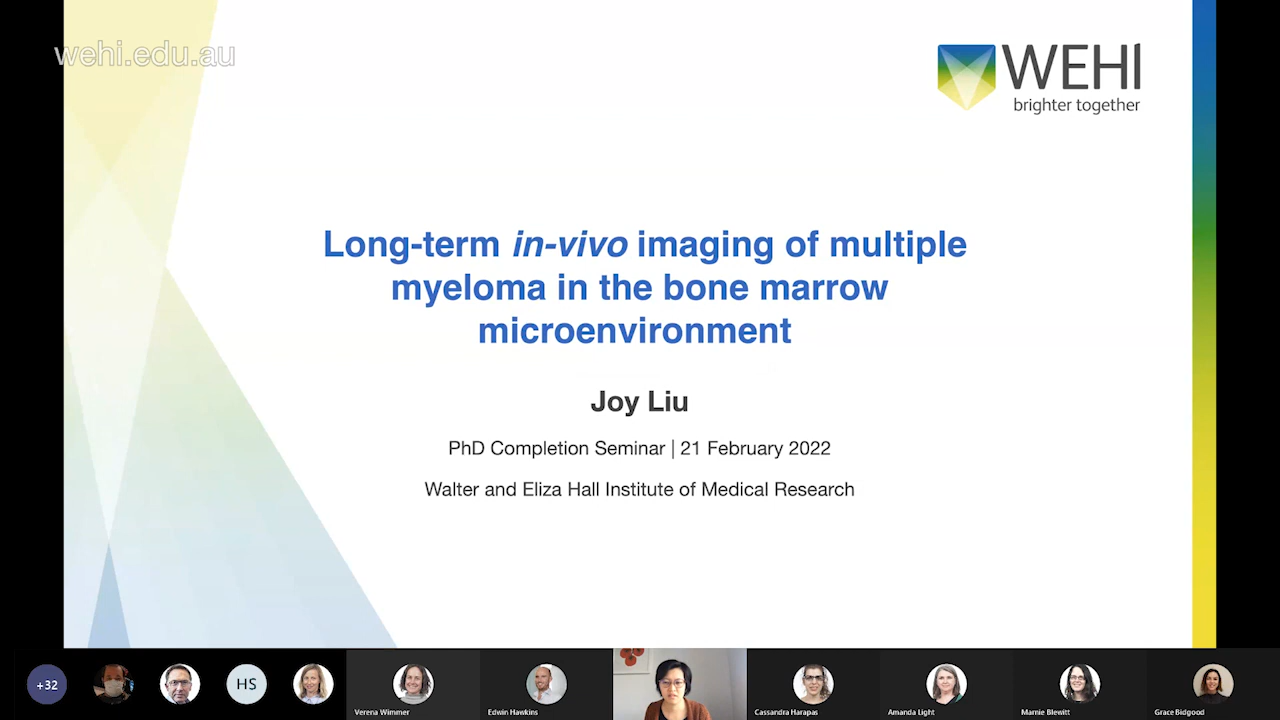 wehi.edu.au
WEHI
brighter together
Long-term in-vivo imaging of multiple
myeloma in the bone marrow
microenvironment
Joy Liu
PhD Completion Seminar | 21 February 2022
Walter and Eliza Hall Institute of Medical Research
+32
HS
Verena Wimmer
Edwin Hawkins
Cassandra Harapas
Amanda Light
Marnie Blewitt
Grace Bidgood